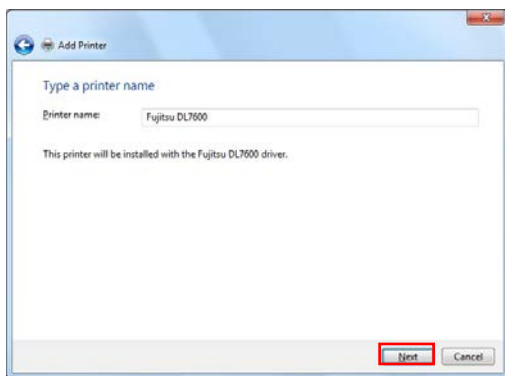 Add Printer
Type a printer name
Printer name: Fujitsu DL7600
This printer will be installed with the Fujitsu DL7600 driver.
Next Cancel